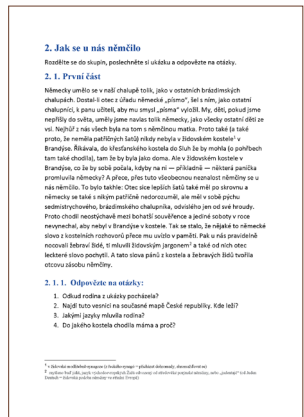 2. Jak se u nás němčilo
Rozdělte se do skupin, poslechněte si ukázku a odpovězte na otázky.
2. 1. První část
Německy umělo se v naší chalupě tolik, jako v ostatních brázdimských
chalupách. Dostal-li otec z úřadu německé „písmo“, šel s ním, jako ostatní
chalupníci, k panu učiteli, aby mu smysl „písma“ vyložil. My, děti, pokud jsme
nepřišly do světa, uměly jsme navlas tolik německy, jako všecky ostatní děti ze
vsi. Nejhůř z nás všech byla na tom s němčinou matka. Proto také (a také
proto, že neměla patřičných šatů) nikdy nebyla v židovském kostele¹ v
Brandýse. Říkávala, do křesťanského kostela do Sluh že by mohla (o pohřbech
tam také chodila), tam že by byla jako doma. Ale v židovském kostele v
Brandýse, co že by sobě počala, kdyby na ni — příkladně — některá panička
promluvila německy? A přece, přes tuto všeobecnou neznalost němčiny se u
nás němčilo. To bylo takhle: Otec sice lepších šatů také měl po skrovnu a
německy se také s nikým patřičně nedorozuměl, ale měl v sobě pýchu
sedmistrychového, brázdimského chalupníka, odvislého jen od své hroudy.
Proto chodil neostýchavě mezi bohatší souvěrence a jediné soboty v roce
nevynechal, aby nebyl v Brandýse v kostele. Tak se stalo, že nějaké to německé
slovo z kostelních rozhovorů přece mu uvízlo v paměti. Pak u nás pravidelně
nocovali žebraví židé, ti mluvili židovským jargonem² a také od nich otec
leckteré slovo pochytil. A tato slova pánů z kostela a žebravých židů tvořila
otcovu zásobu němčiny.
2. 1. 1. Odpovězte na otázky:
1. Odkud rodina z ukázky pocházela?
2. Najdi tuto vesnici na současné mapě České republiky. Kde leží?
3. Jakými jazyky mluvila rodina?
4. Do jakého kostela chodila máma a proč?